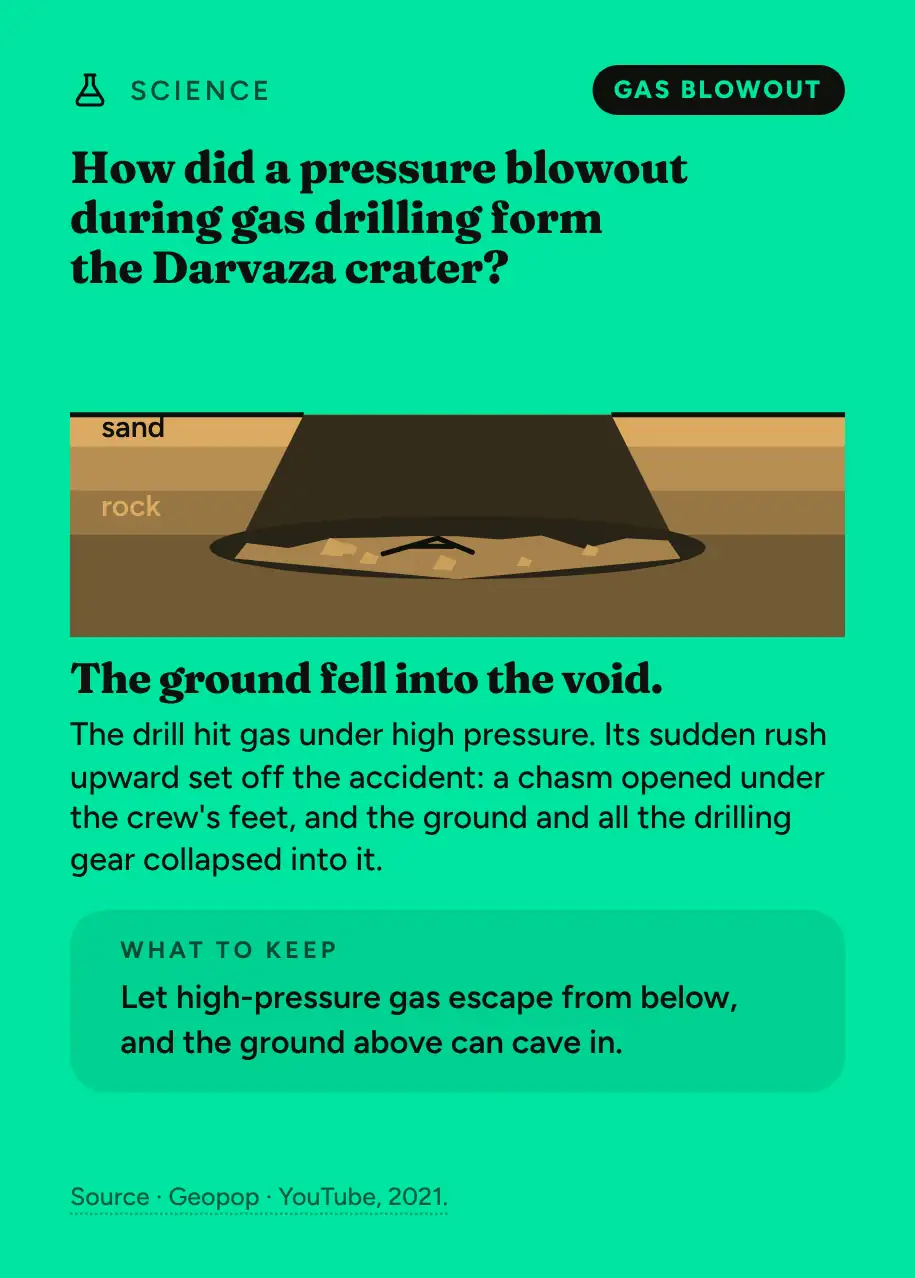 SCIENCE
GAS BLOWOUT
How did a pressure blowout
during gas drilling form
the Darvaza crater?
sand
rock
The ground fell into the void.
The drill hit gas under high pressure. Its sudden rush
upward set off the accident: a chasm opened under
the crew's feet, and the ground and all the drilling
gear collapsed into it.
WHAT TO KEEP
Let high-pressure gas escape from below,
and the ground above can cave in.
Source · Geopop · YouTube, 2021.